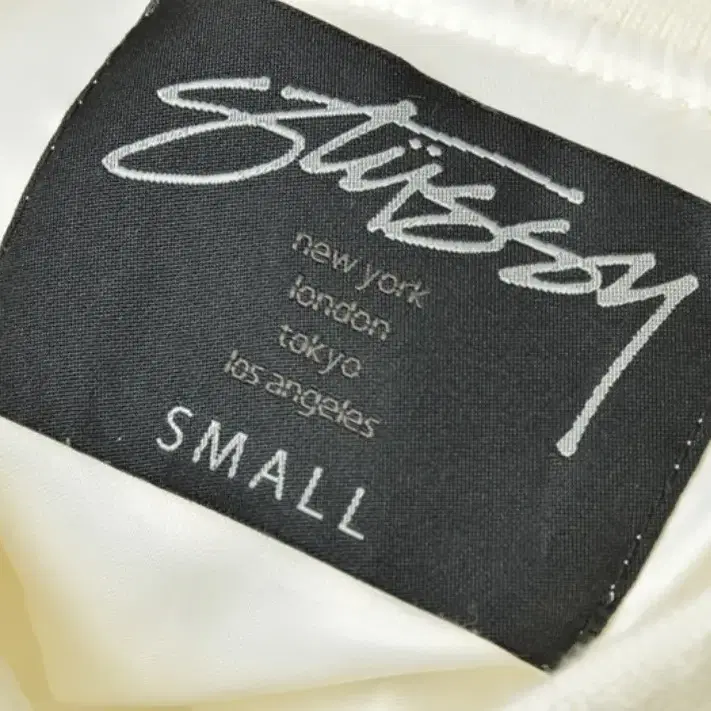 Stüssy
new york
london
tokyo
los angeles
SMALL